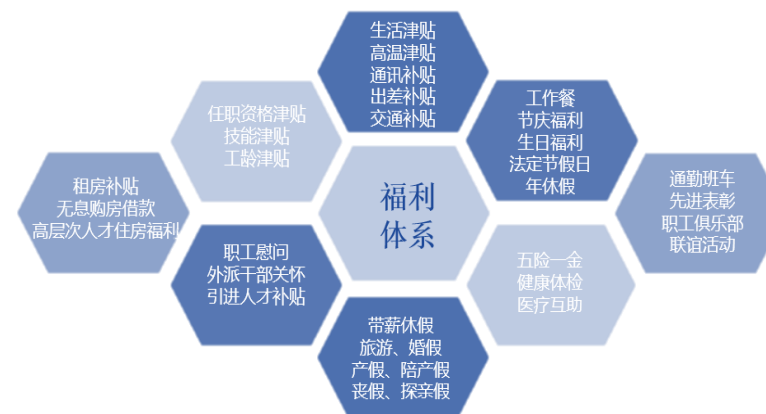 生活津贴
高温津贴
通讯补贴
出差补贴
交通补贴
任职资格津贴
技能津贴
工龄津贴
工作餐
节庆福利
生日福利
法定节假日
年休假
租房补贴
无息购房借款
高层次人才住房福利
福利
体系
通勤班车
先进表彰
职工俱乐部
联谊活动
职工慰问
外派干部关怀
引进人才补贴
五险一金
健康体检
医疗互助
带薪休假
旅游、婚假
产假、陪产假
丧假、探亲假